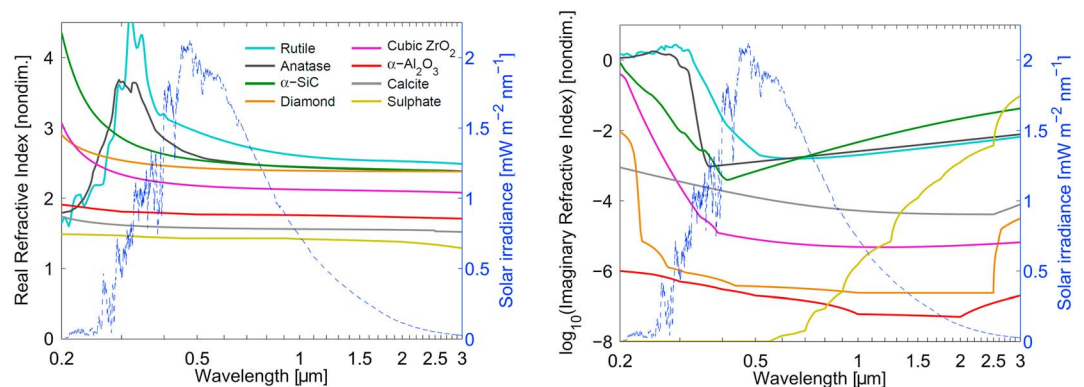 Real Refractive Index [nondim.]
4
3
2
1
0
Rutile
Anatase
α-SiC
Diamond
Cubic ZrO2
α-Al2O3
Calcite
Sulphate
2
1.5
1
0.5
0
Solar irradiance [mW m-2 nm-1]
0.2 0.5 1 1.5 2 2.5 3
Wavelength [µm]
log10(Imaginary Refractive Index) [nondim.]
0
-2
-4
-6
-8
2
1.5
1
0.5
0
Solar irradiance [mW m-2 nm-1]
0.2 0.5 1 1.5 2 2.5 3
Wavelength [µm]